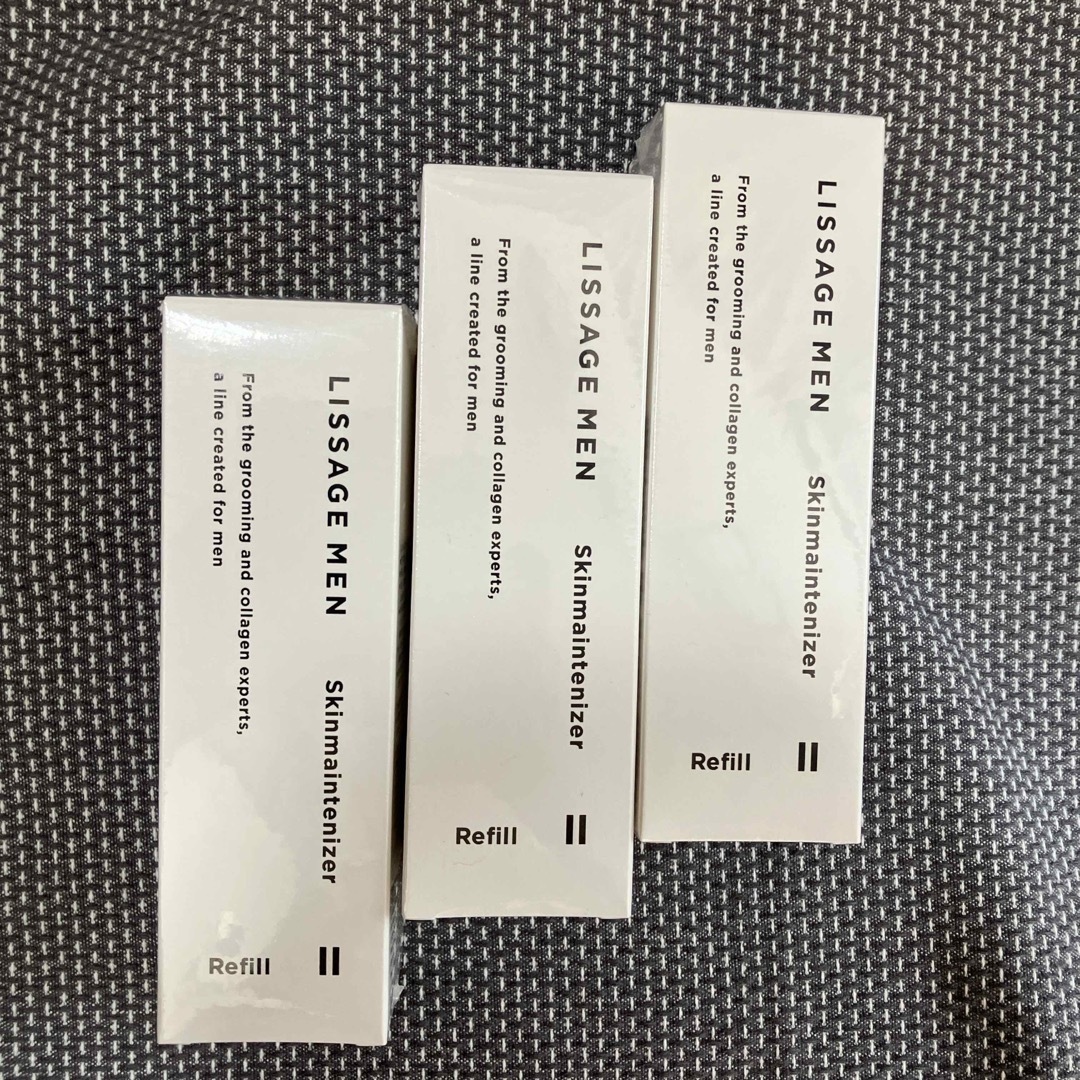 LISSAGE MEN Skinmaintenizer II
From the grooming and collagen experts,
a line created for men
Refill
LISSAGE MEN Skinmaintenizer II
From the grooming and collagen experts,
a line created for men
Refill
LISSAGE MEN Skinmaintenizer II
From the grooming and collagen experts,
a line created for men
Refill